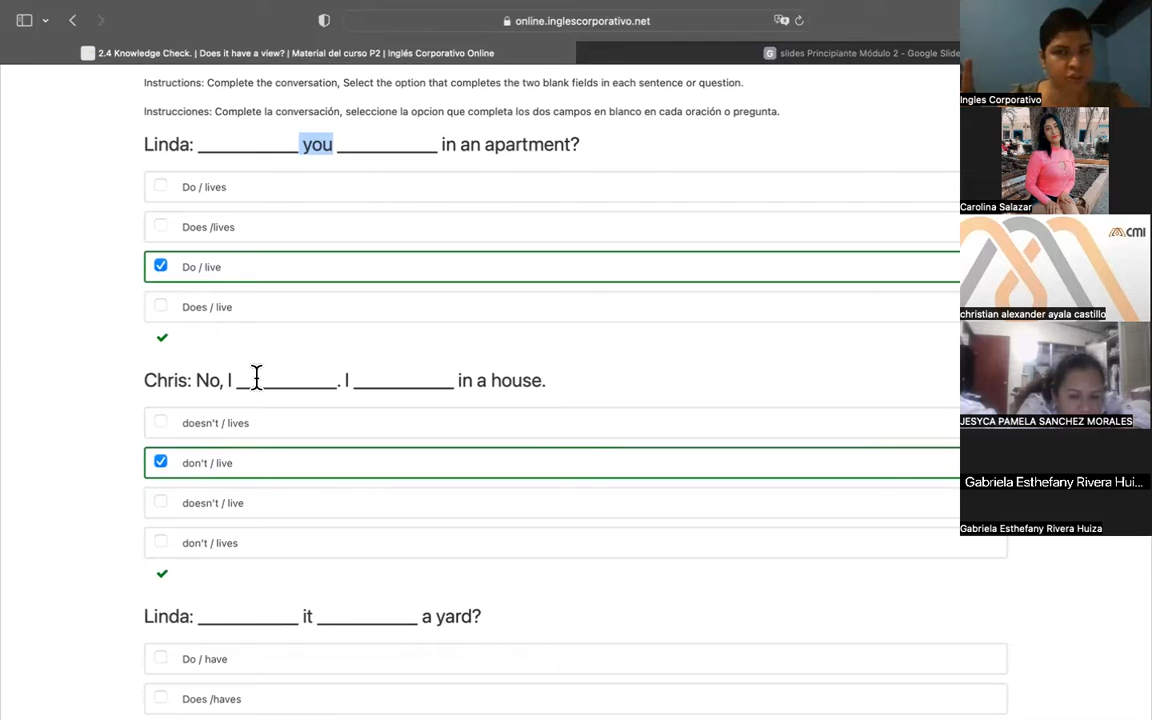 online.inglescorporativo.net
2.4 Knowledge Check. | Does it have a view? | Material del curso P2 | Inglés Corporativo Online
slides Principiante Módulo 2 - Google Slide
Instructions: Complete the conversation, Select the option that completes the two blank fields in each sentence or question.
Instrucciones: Complete la conversación, seleccione la opcion que completa los dos campos en blanco en cada oración o pregunta.
Linda: ___________ you ___________ in an apartment?
Do / lives
Does /lives
Do / live
Does / live
Chris: No, I ___________. I ___________ in a house.
doesn't / lives
don't / live
doesn't / live
don't / lives
Linda: ___________ it ___________ a yard?
Do / have
Does /haves
Ingles Corporativo
Carolina Salazar
CMI
christian alexander ayala castillo
JESYCA PAMELA SANCHEZ MORALES
Gabriela Esthefany Rivera Hui...
Gabriela Esthefany Rivera Huiza